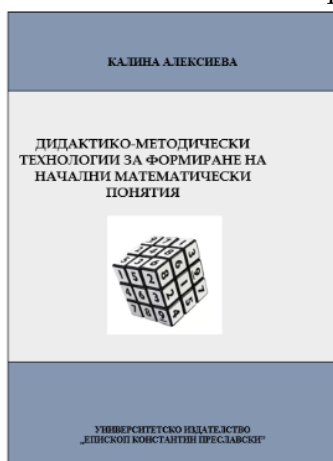 КАЛИНА АЛЕКСИЕВА
ДИДАКТИКО-МЕТОДИЧЕСКИ
ТЕХНОЛОГИИ ЗА ФОРМИРАНЕ НА
НАЧАЛНИ МАТЕМАТИЧЕСКИ
ПОНЯТИЯ
УНИВЕРСИТЕТСКО ИЗДАТЕЛСТВО
„ЕПИСКОП КОНСТАНТИН ПРЕСЛАВСКИ"